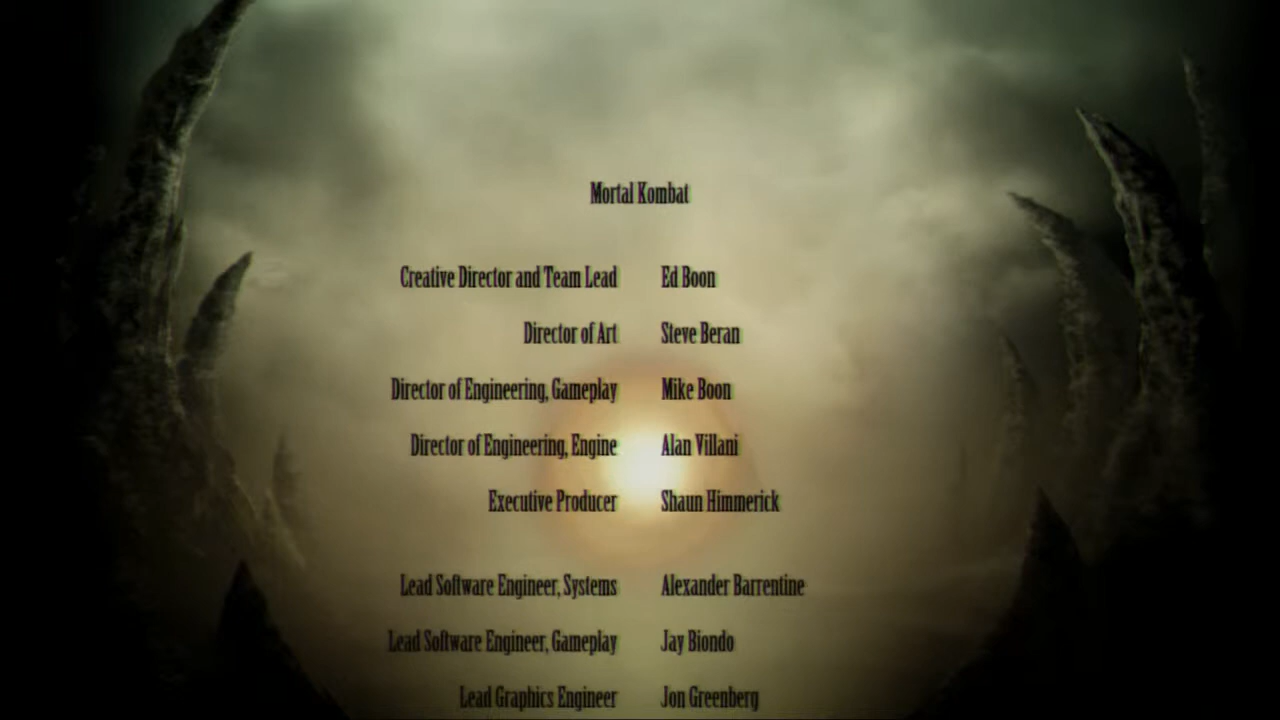 Mortal Kombat
Creative Director and Team Lead Ed Boon
Director of Art Steve Beran
Director of Engineering, Gameplay Mike Boon
Director of Engineering, Engine Alan Villani
Executive Producer Shaun Himmerick
Lead Software Engineer, Systems Alexander Barrentine
Lead Software Engineer, Gameplay Jay Biondo
Lead Graphics Engineer Jon Greenberg